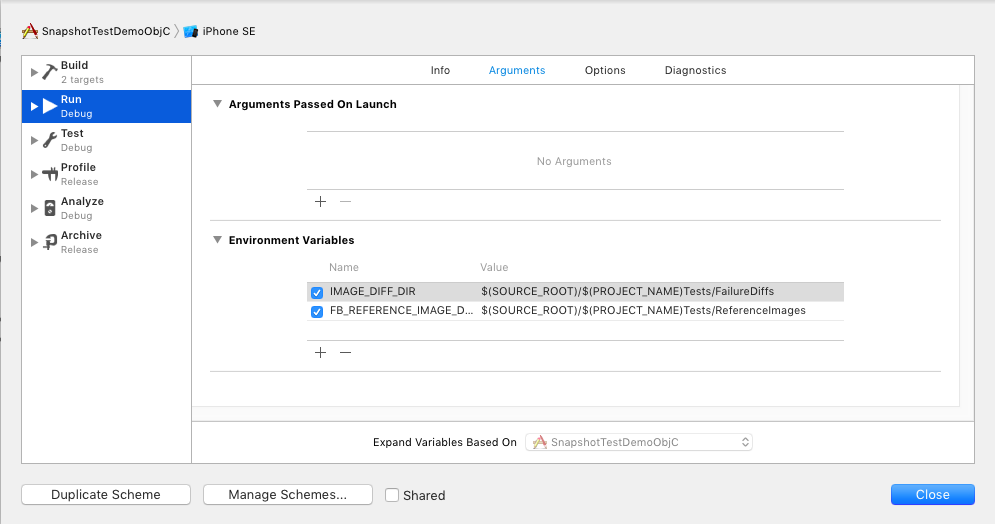 SnapshotTestDemoObjC iPhone SE
Build
2 targets
Run
Debug
Test
Debug
Profile
Release
Analyze
Debug
Archive
Release
Info Arguments Options Diagnostics
Arguments Passed On Launch
No Arguments
Environment Variables
Name Value
IMAGE_DIFF_DIR $(SOURCE_ROOT)/$(PROJECT_NAME)Tests/FailureDiffs
FB_REFERENCE_IMAGE_D... $(SOURCE_ROOT)/$(PROJECT_NAME)Tests/ReferenceImages
Expand Variables Based On SnapshotTestDemoObjC
Duplicate Scheme Manage Schemes... Shared Close